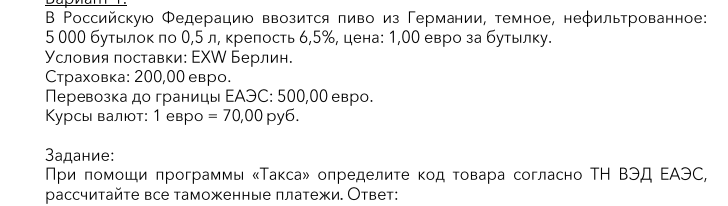 Вариант 1.
В Российскую Федерацию ввозится пиво из Германии, темное, нефильтрованное:
5 000 бутылок по 0,5 л, крепость 6,5%, цена: 1,00 евро за бутылку.
Условия поставки: EXW Берлин.
Страховка: 200,00 евро.
Перевозка до границы ЕАЭС: 500,00 евро.
Курсы валют: 1 евро = 70,00 руб.
Задание:
При помощи программы «Такса» определите код товара согласно ТН ВЭД ЕАЭС,
рассчитайте все таможенные платежи. Ответ: